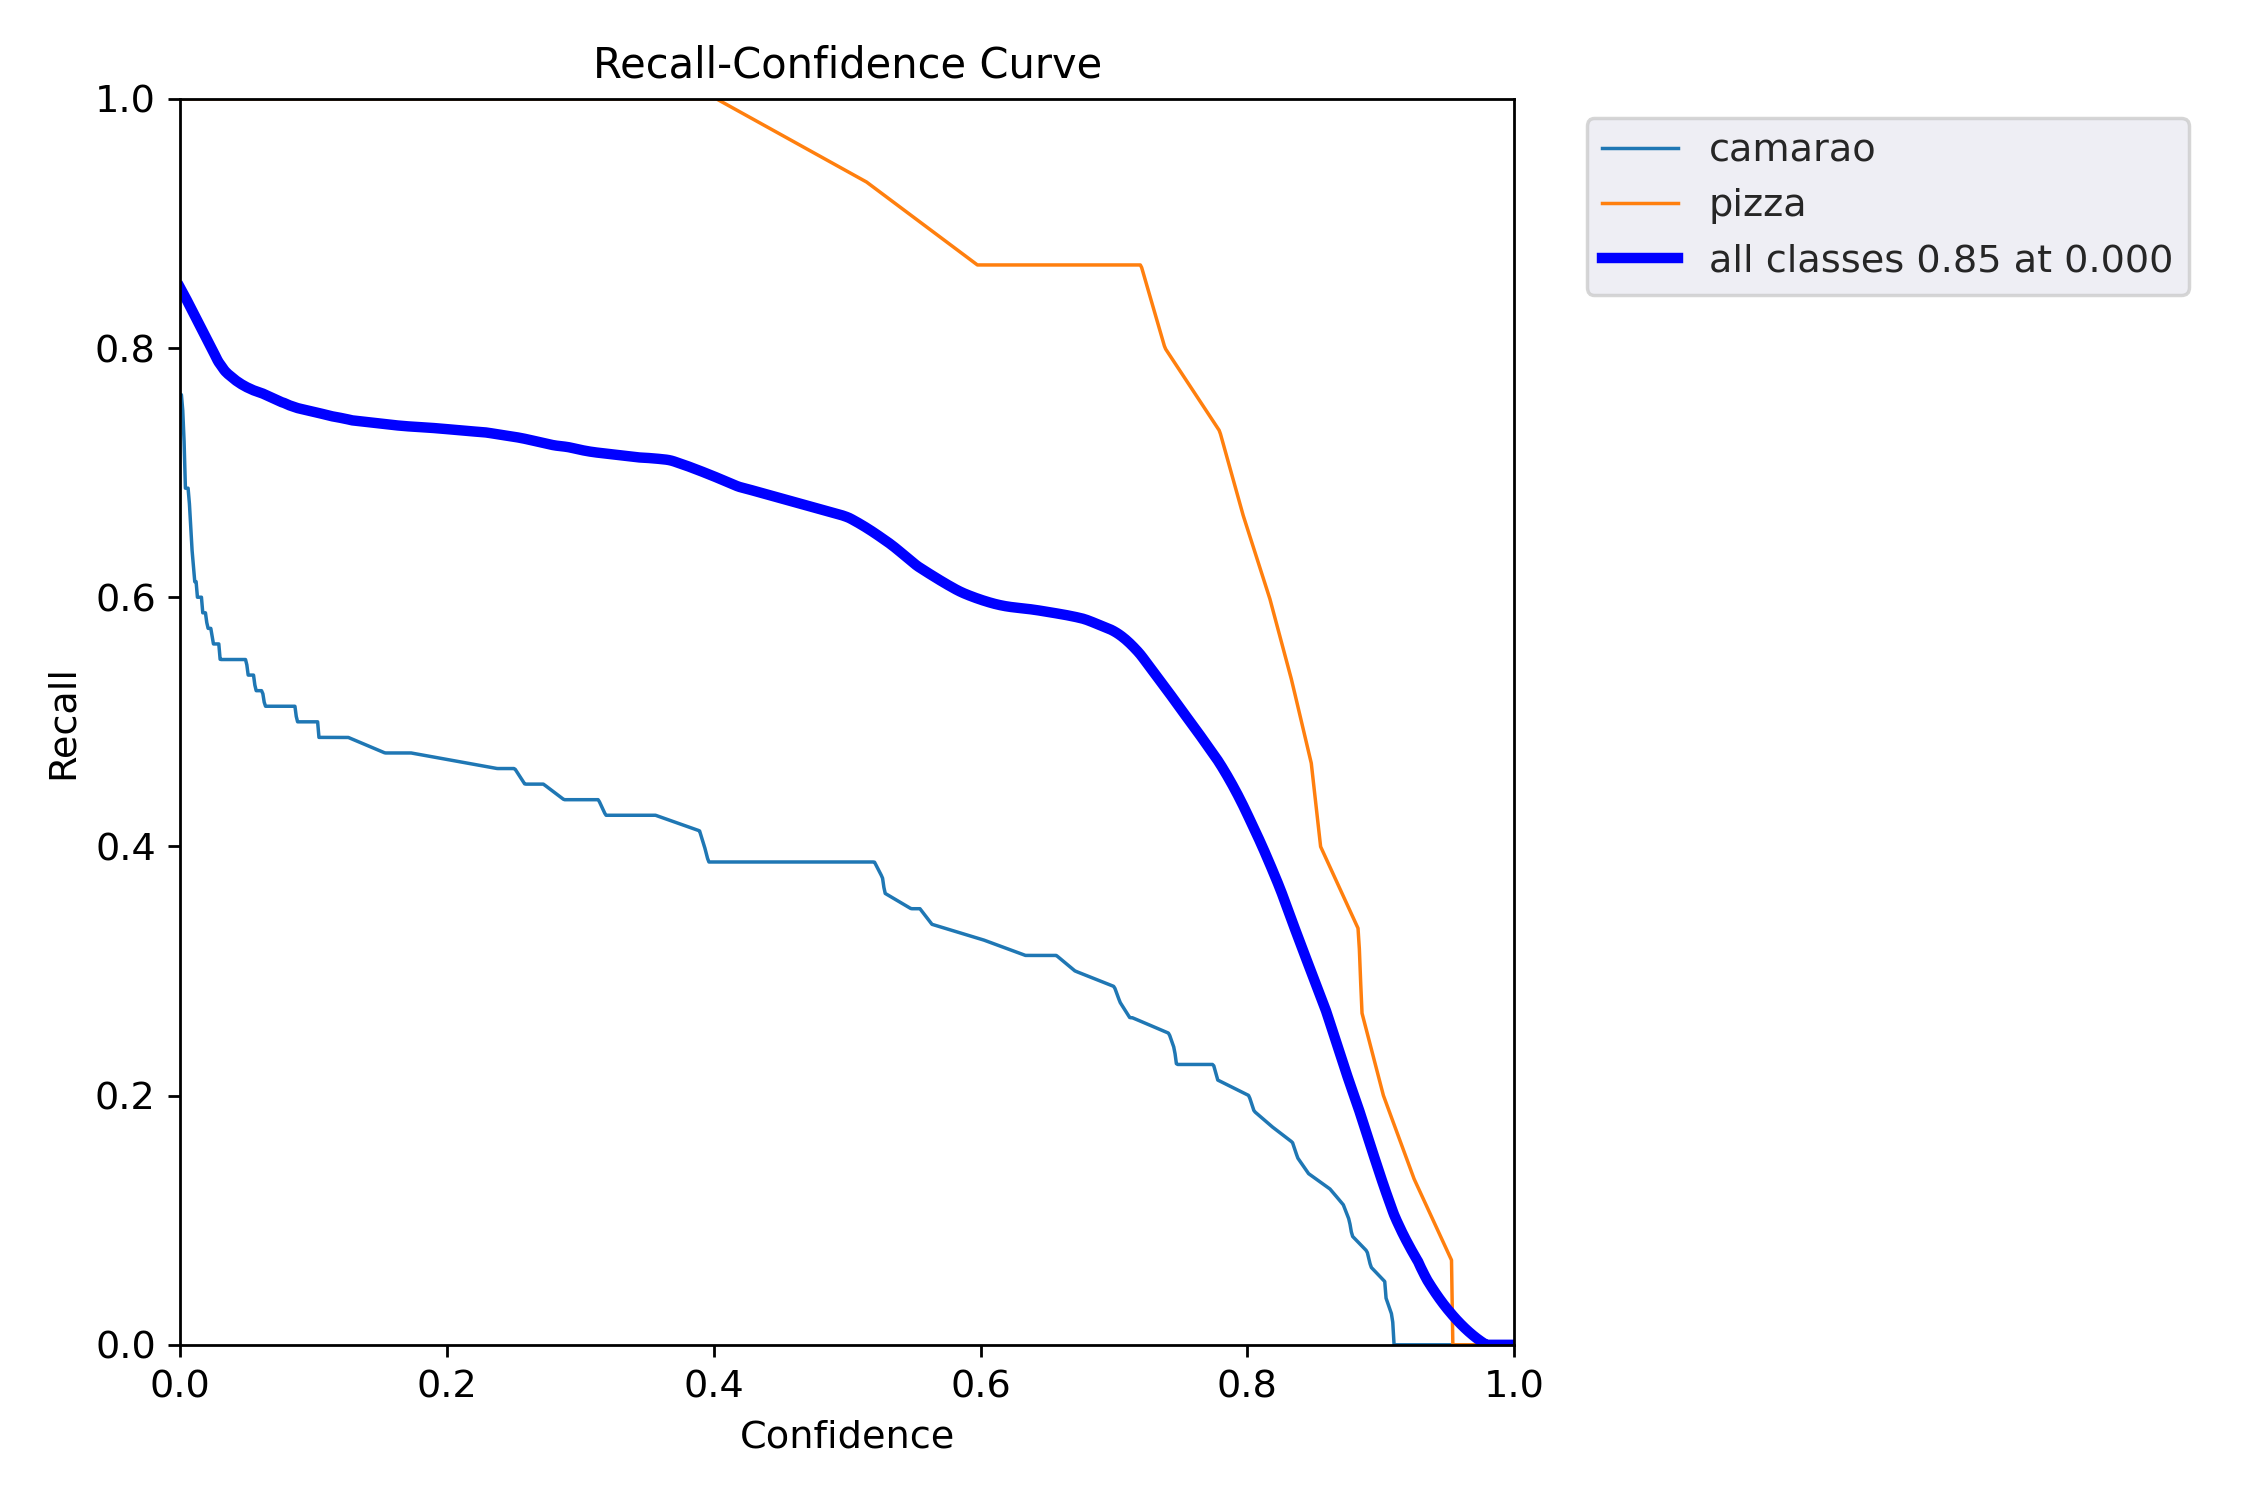 Recall-Confidence Curve
1.0
0.8
0.6
0.4
0.2
0.0
Recall
0.0 0.2 0.4 0.6 0.8 1.0
Confidence
camarao
pizza
all classes 0.85 at 0.000